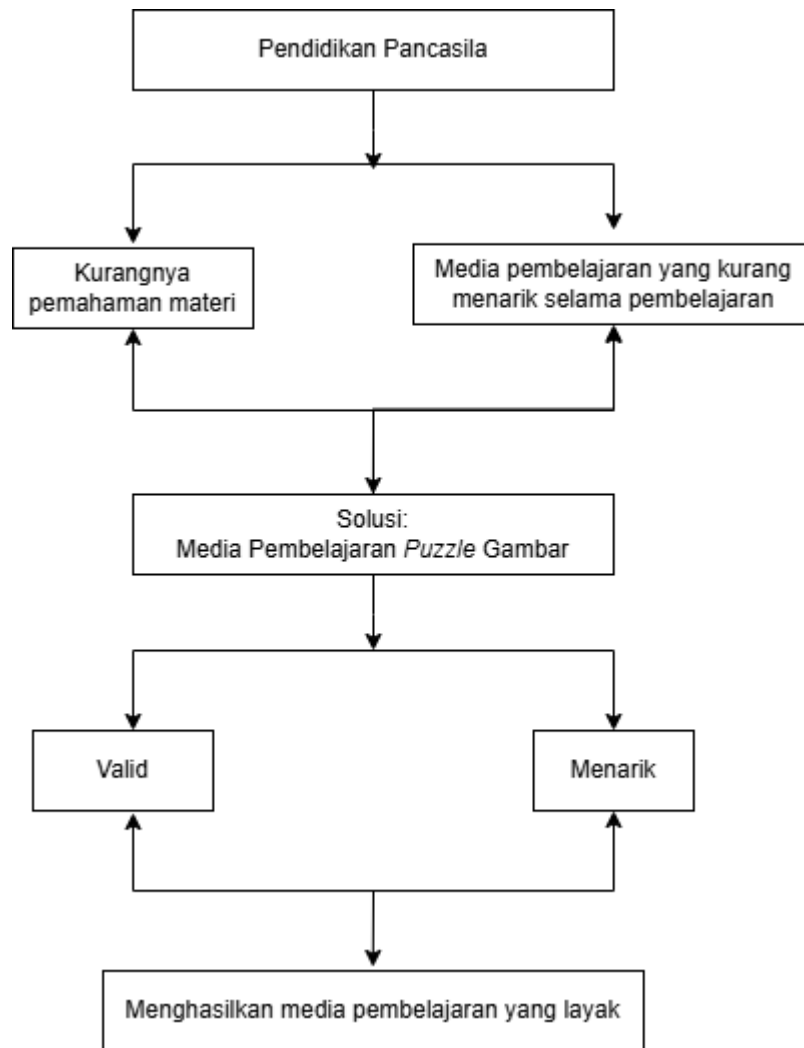 Pendidikan Pancasila
Kurangnya
pemahaman materi
Media pembelajaran yang kurang
menarik selama pembelajaran
Solusi:
Media Pembelajaran Puzzle Gambar
Valid
Menarik
Menghasilkan media pembelajaran yang layak